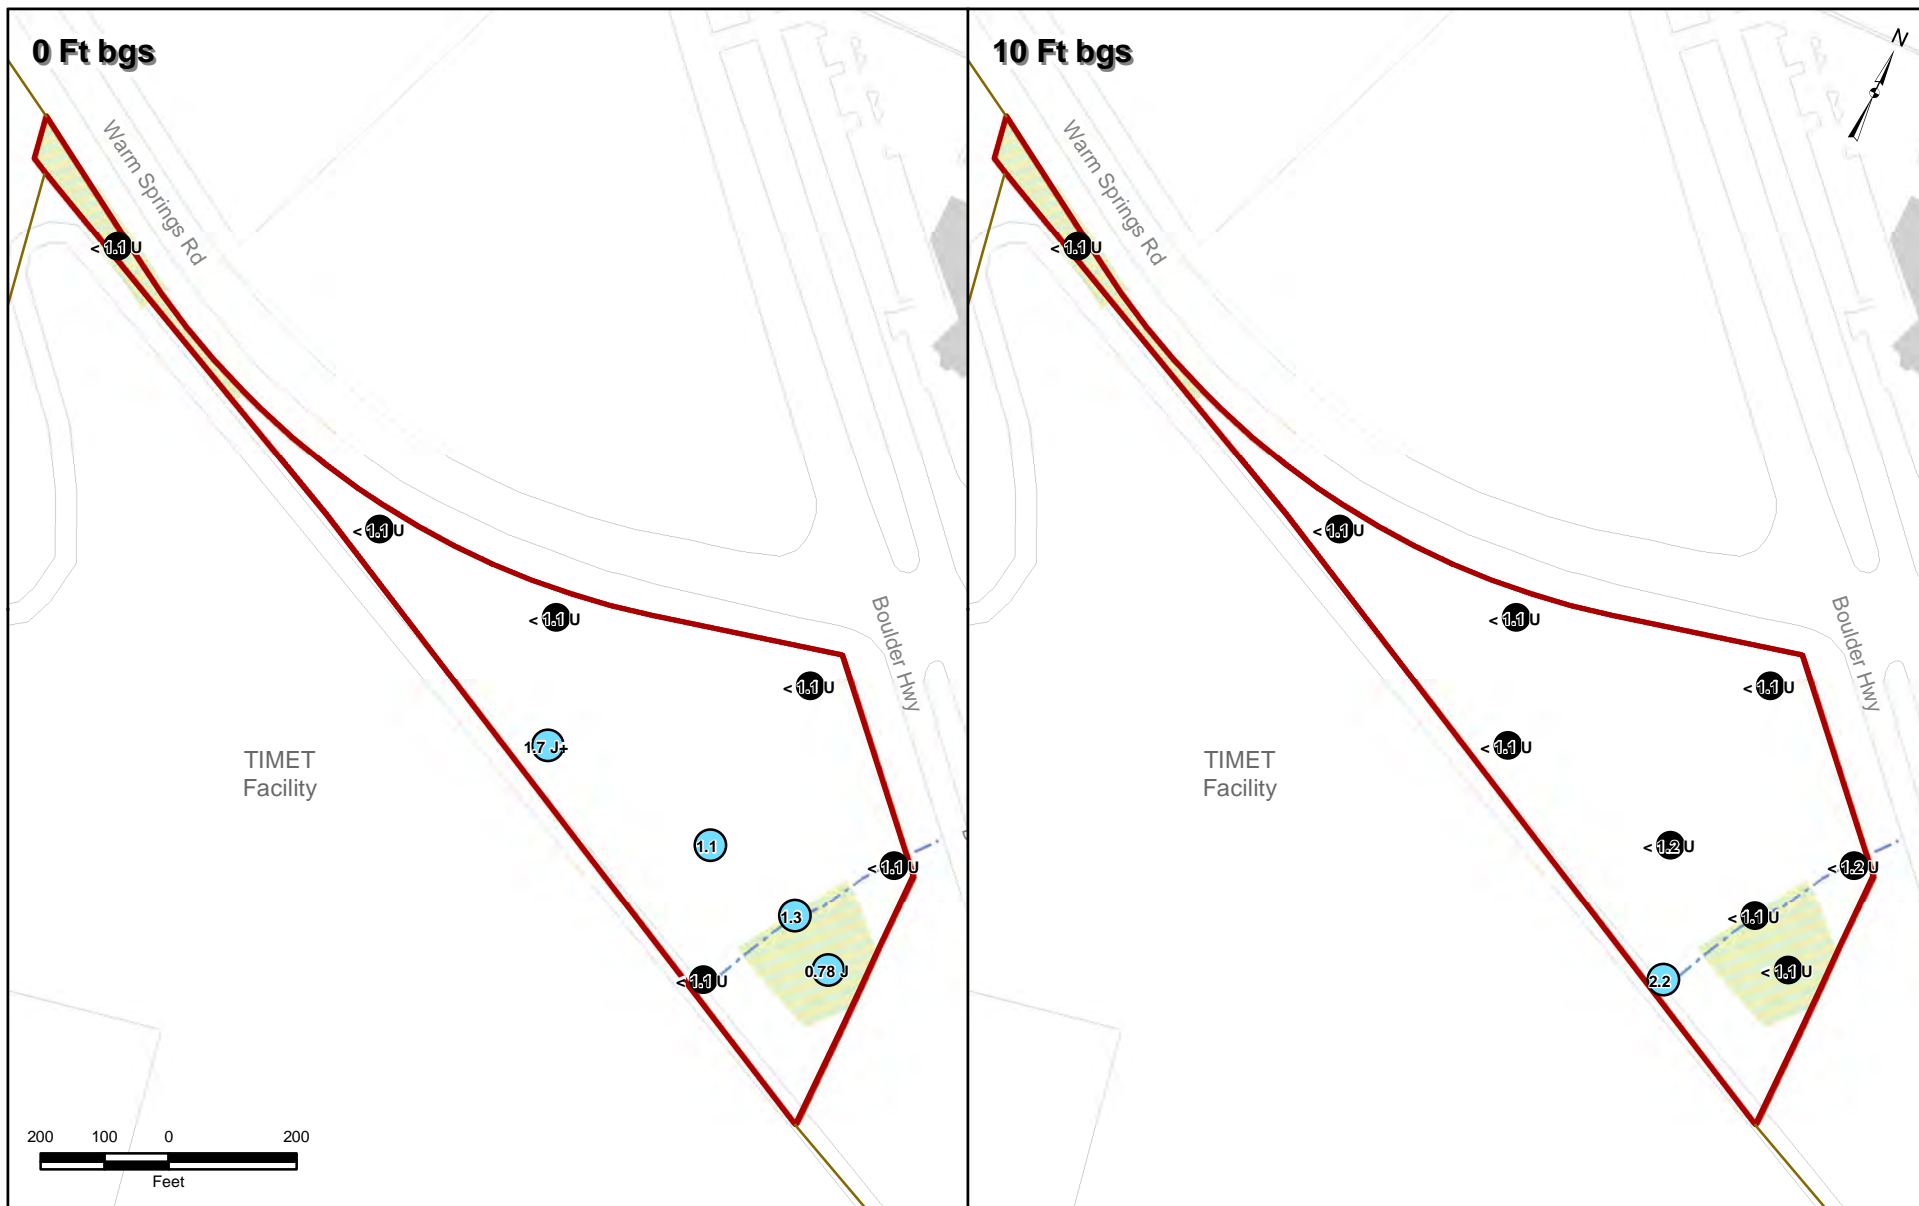 0 Ft bgs
Warm Springs Rd
< 1.1 U
< 1.1 U
< 1.1 U
< 1.1 U
Boulder Hwy
1.7 J+
TIMET
Facility
1.1
< 1.1 U
1.3
0.78 J
< 1.1 U
200 100 0 200
Feet
10 Ft bgs
N
Warm Springs Rd
< 1.1 U
< 1.1 U
< 1.1 U
< 1.1 U
Boulder Hwy
< 1.1 U
TIMET
Facility
< 1.2 U
< 1.2 U
< 1.1 U
< 1.1 U
2.2